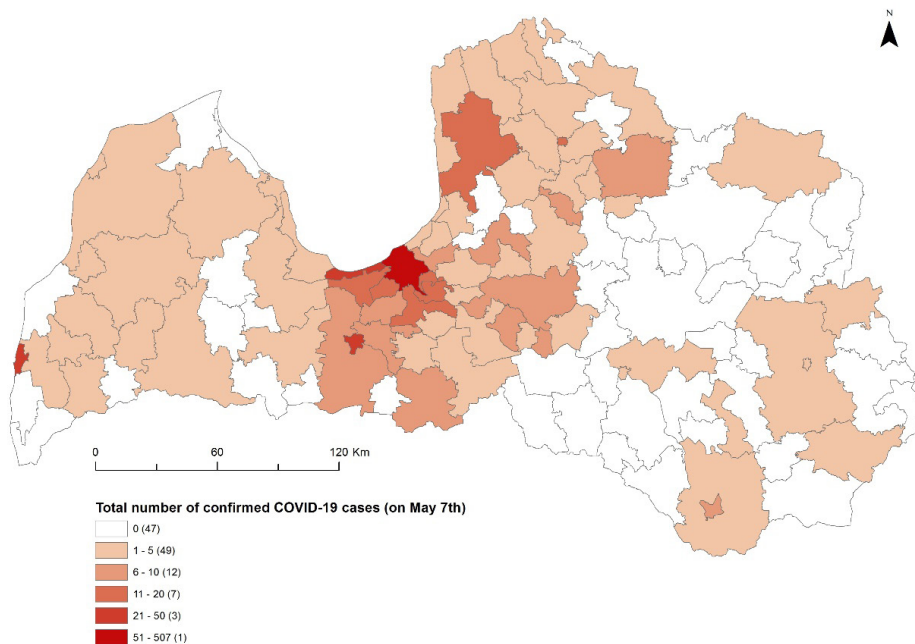 N
0 60 120 Km
Total number of confirmed COVID-19 cases (on May 7th)
0 (47)
1 - 5 (49)
6 - 10 (12)
11 - 20 (7)
21 - 50 (3)
51 - 507 (1)